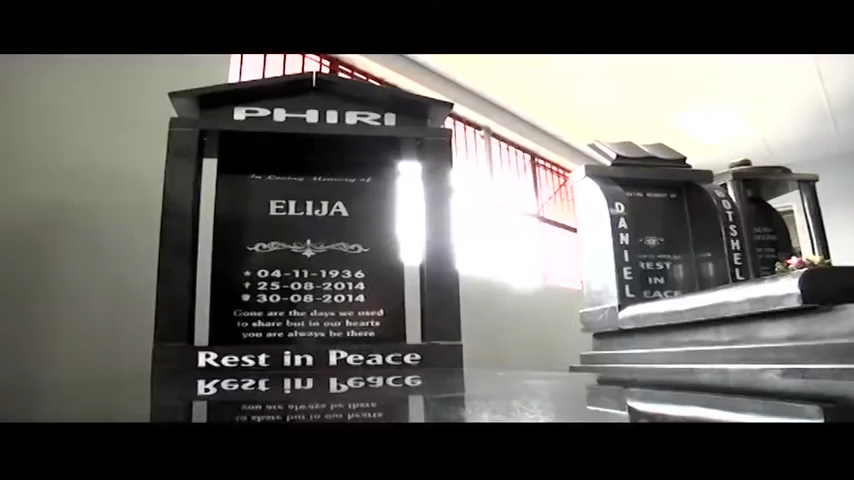 PHIRI
In Loving Memory of
ELIJA
04-11-1936
25-08-2014
30-08-2014
Gone are the days we used
to share but in our hearts
you are always be there
Rest in Peace
DANIEL
REST
IN
PEACE